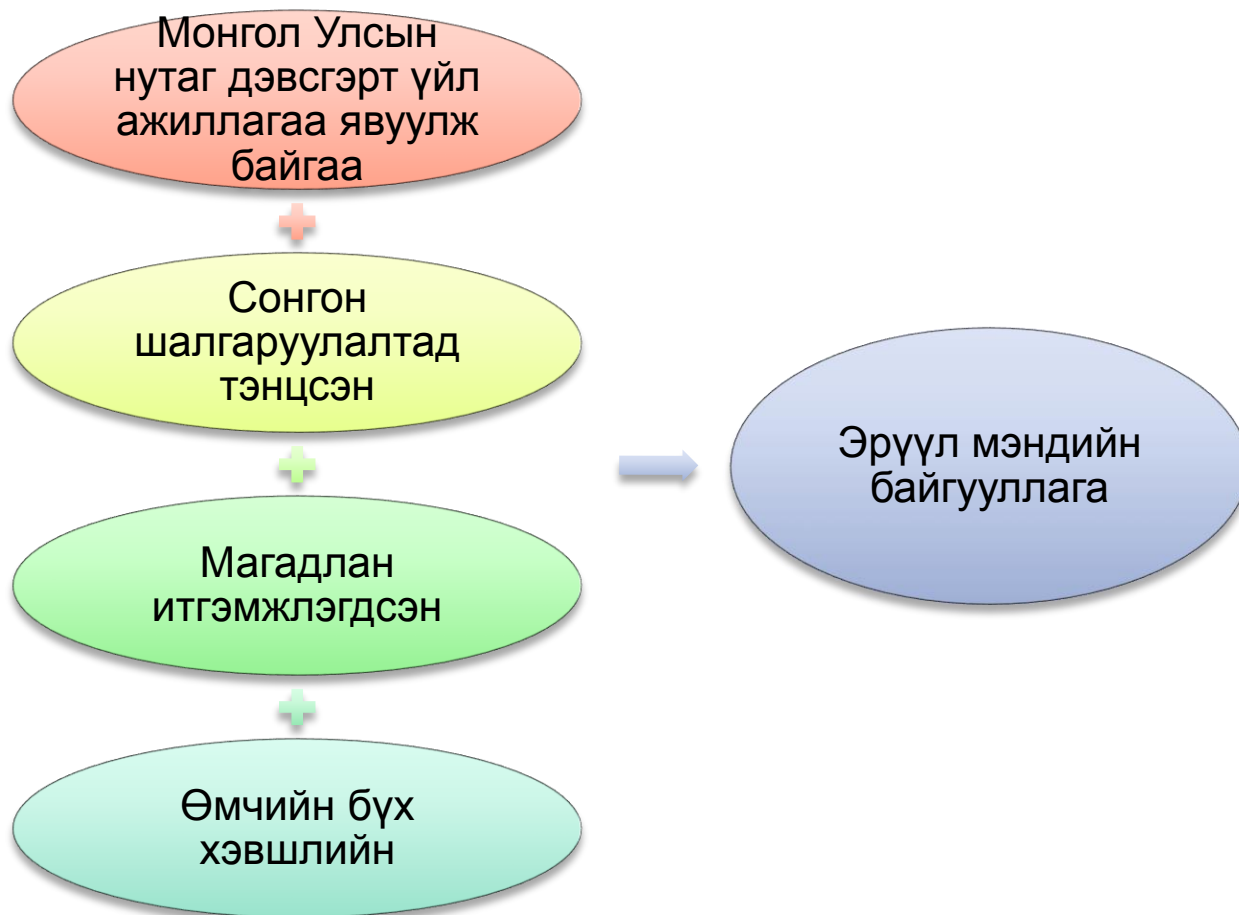 Монгол Улсын
нутаг дэвсгэрт үйл
ажиллагаа явуулж
байгаа
Сонгон
шалгаруулалтад
тэнцсэн
Магадлан
итгэмжлэгдсэн
Өмчийн бүх
хэвшлийн
Эрүүл мэндийн
байгууллага